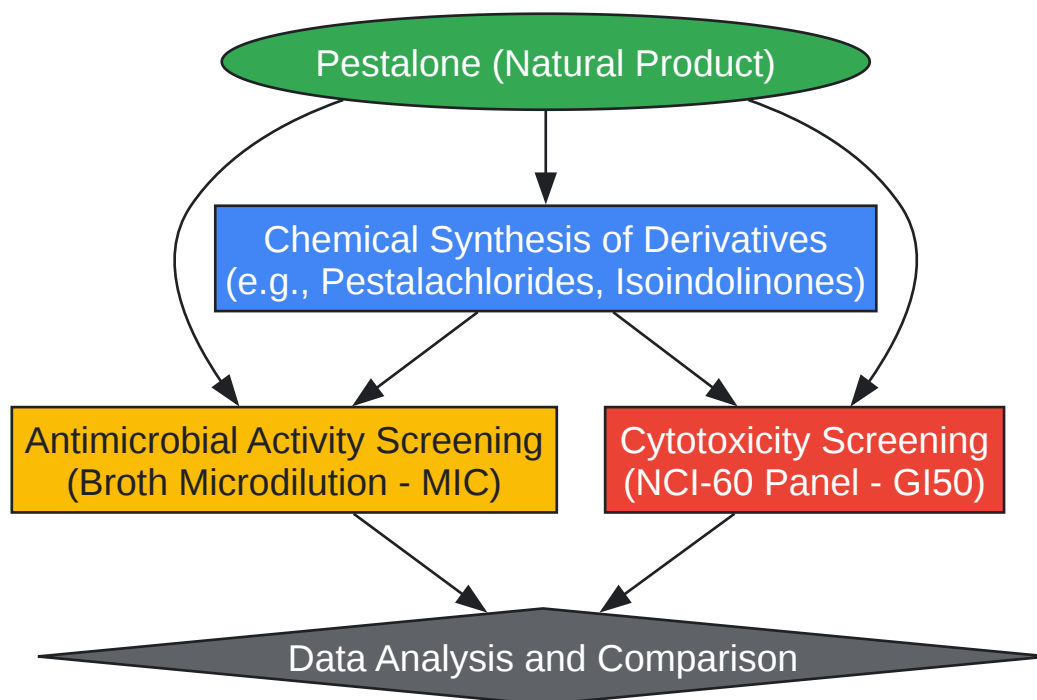 Pestalone (Natural Product)
Chemical Synthesis of Derivatives
(e.g., Pestalachlorides, Isoindolinones)
Antimicrobial Activity Screening
(Broth Microdilution - MIC)
Cytotoxicity Screening
(NCI-60 Panel - GI50)
Data Analysis and Comparison